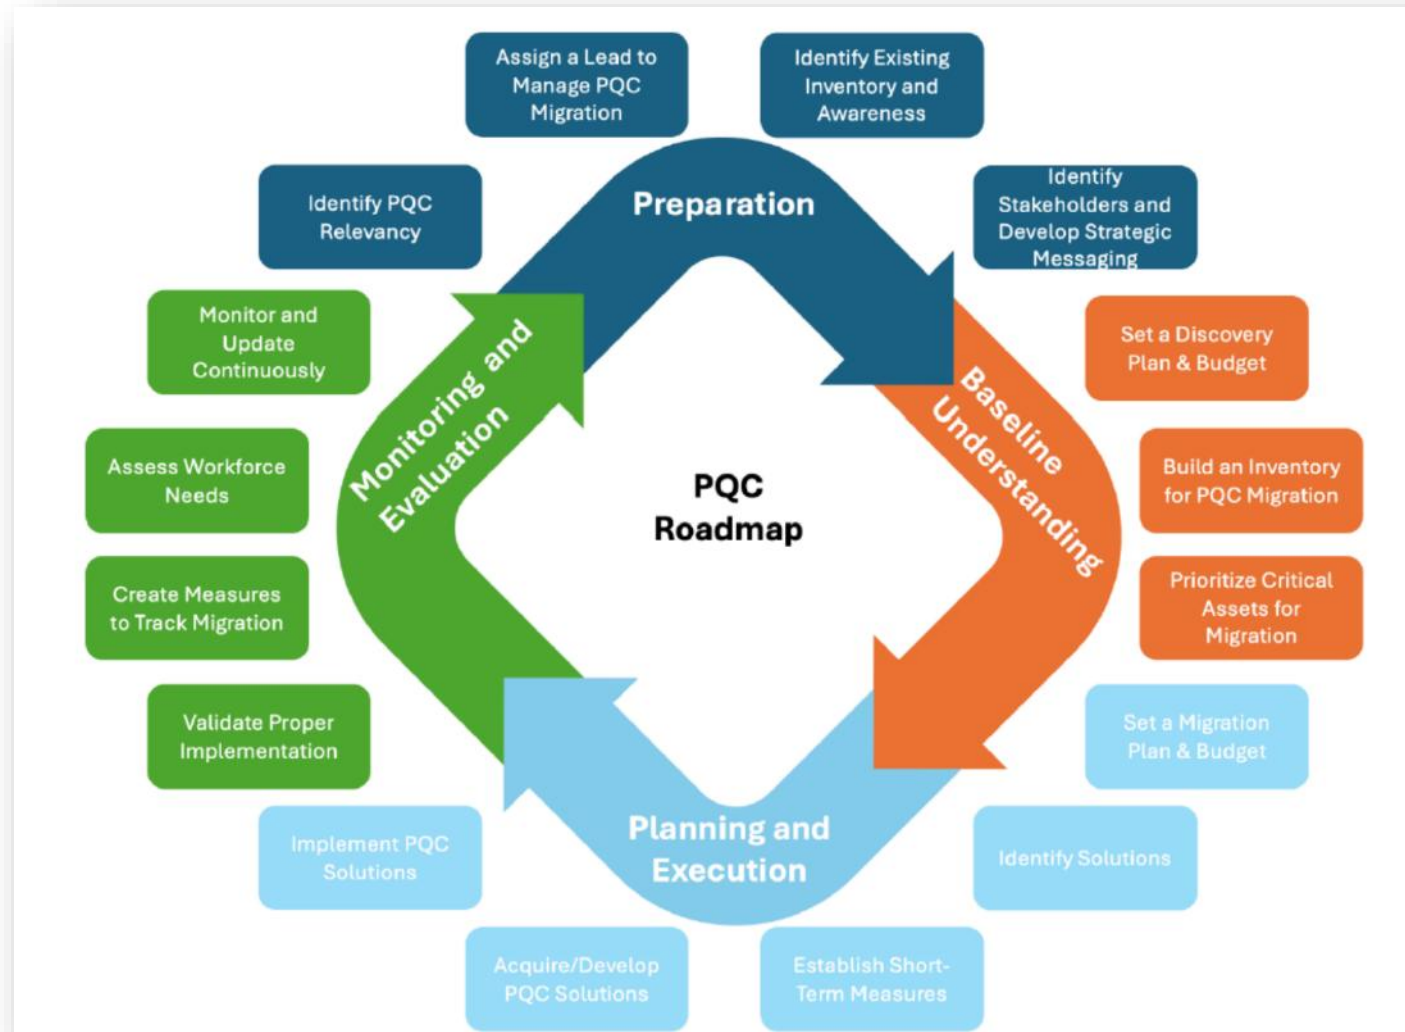 Assign a Lead to
Manage PQC
Migration
Identify Existing
Inventory and
Awareness
Identify PQC
Relevancy
Preparation
Identify
Stakeholders and
Develop Strategic
Messaging
Monitor and
Update
Continuously
Monitoring and
Evaluation
Baseline
Understanding
Set a Discovery
Plan & Budget
Assess Workforce
Needs
PQC
Roadmap
Build an Inventory
for PQC Migration
Create Measures
to Track Migration
Prioritize Critical
Assets for
Migration
Validate Proper
Implementation
Set a Migration
Plan & Budget
Implement PQC
Solutions
Planning and
Execution
Identify Solutions
Acquire/Develop
PQC Solutions
Establish Short-
Term Measures